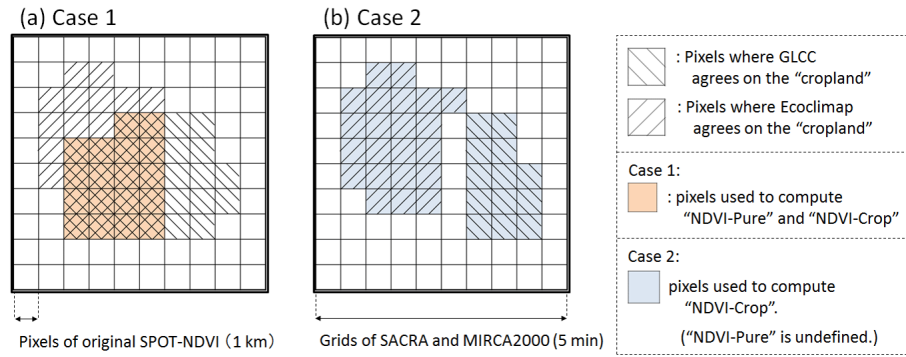 (a) Case 1
(b) Case 2
Pixels of original SPOT-NDVI (1 km)
Grids of SACRA and MIRCA2000 (5 min)
: Pixels where GLCC
agrees on the “cropland”
: Pixels where Ecoclimap
agrees on the “cropland”
Case 1:
: pixels used to compute
“NDVI-Pure” and “NDVI-Crop”
Case 2:
pixels used to compute
“NDVI-Crop”.
(“NDVI-Pure” is undefined.)